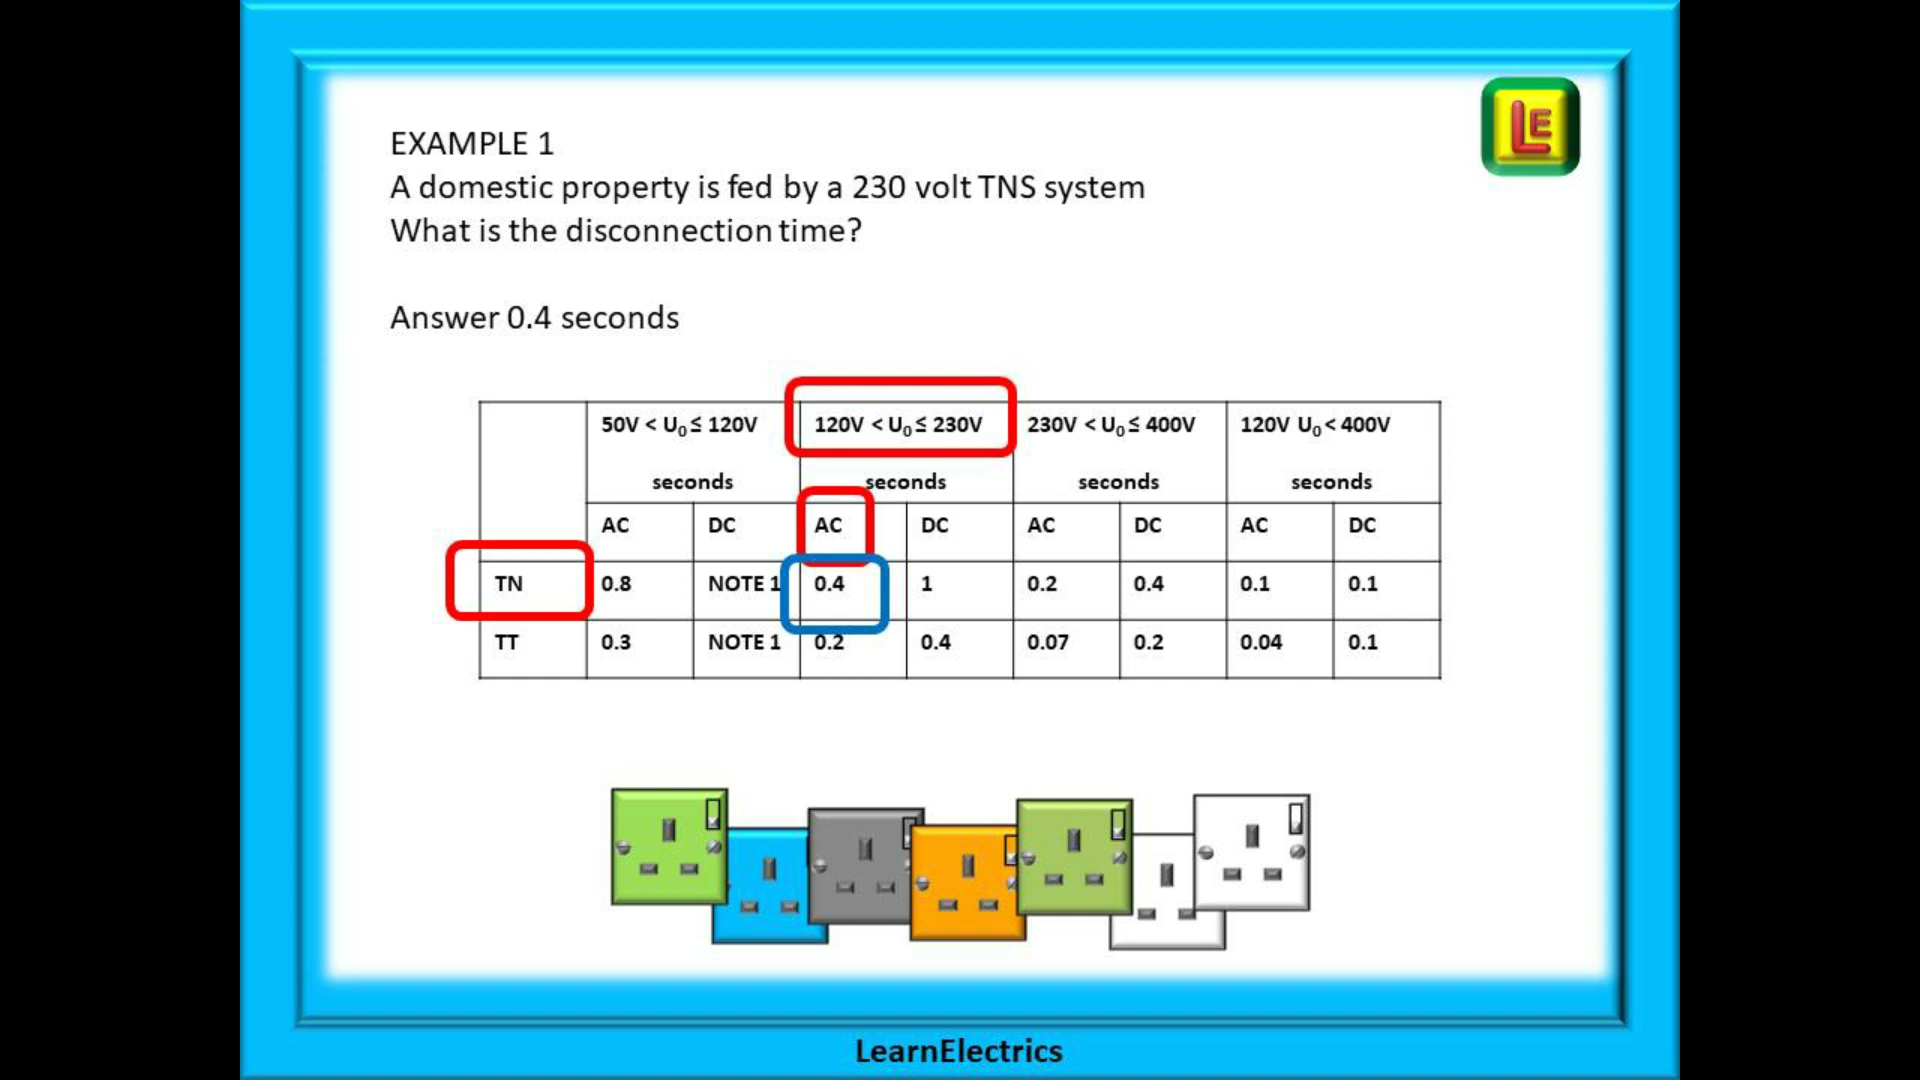 LE
EXAMPLE 1
A domestic property is fed by a 230 volt TNS system
What is the disconnection time?
Answer 0.4 seconds
50V < U₀ ≤ 120V 120V < U₀ ≤ 230V 230V < U₀ ≤ 400V 120V U₀ < 400V
seconds seconds seconds seconds
AC DC AC DC AC DC AC DC
TN 0.8 NOTE 1 0.4 1 0.2 0.4 0.1 0.1
TT 0.3 NOTE 1 0.2 0.4 0.07 0.2 0.04 0.1
LearnElectrics